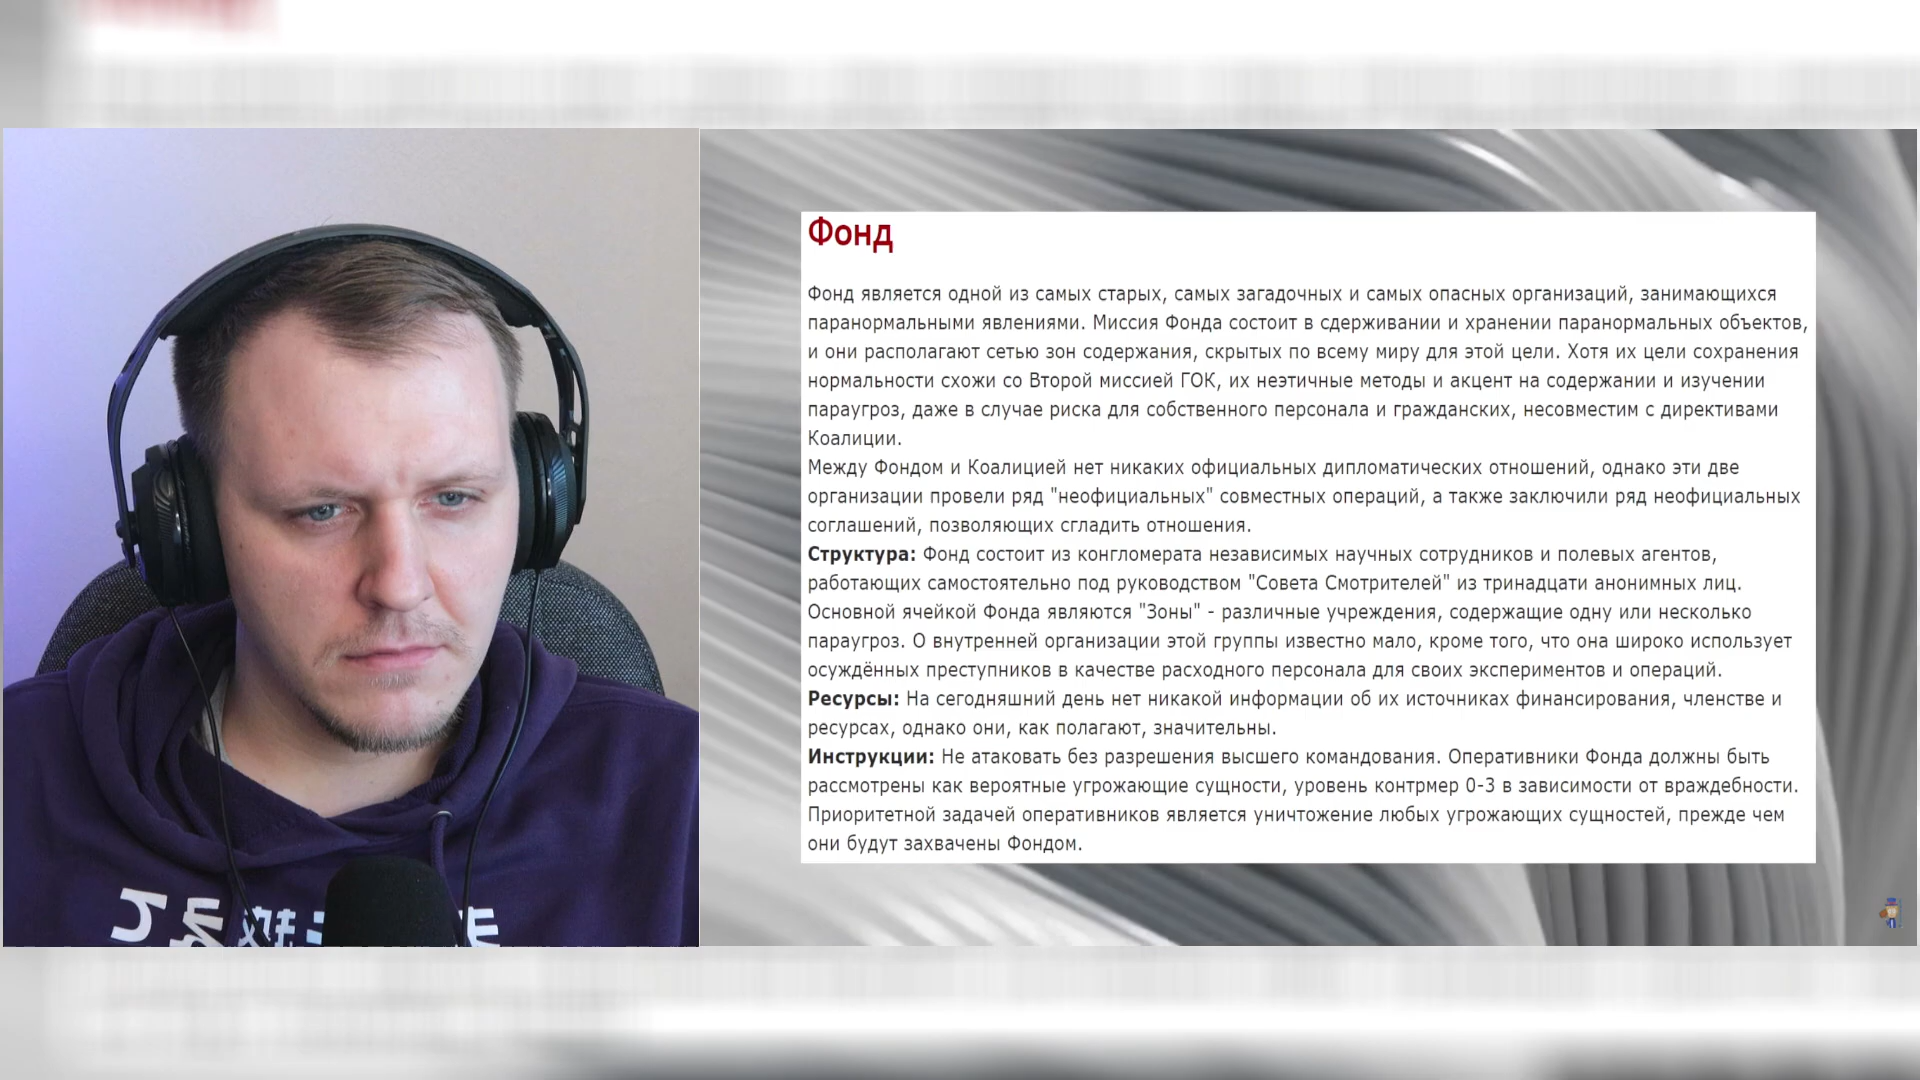 Фонд
Фонд является одной из самых старых, самых загадочных и самых опасных организаций, занимающихся
паранормальными явлениями. Миссия Фонда состоит в сдерживании и хранении паранормальных объектов,
и они располагают сетью зон содержания, скрытых по всему миру для этой цели. Хотя их цели сохранения
нормальности схожи со Второй миссией ГОК, их неэтичные методы и акцент на содержании и изучении
параугроз, даже в случае риска для собственного персонала и гражданских, несовместим с директивами
Коалиции.
Между Фондом и Коалицией нет никаких официальных дипломатических отношений, однако эти две
организации провели ряд "неофициальных" совместных операций, а также заключили ряд неофициальных
соглашений, позволяющих сгладить отношения.
Структура: Фонд состоит из конгломерата независимых научных сотрудников и полевых агентов,
работающих самостоятельно под руководством "Совета Смотрителей" из тринадцати анонимных лиц.
Основной ячейкой Фонда являются "Зоны" - различные учреждения, содержащие одну или несколько
параугроз. О внутренней организации этой группы известно мало, кроме того, что она широко использует
осуждённых преступников в качестве расходного персонала для своих экспериментов и операций.
Ресурсы: На сегодняшний день нет никакой информации об их источниках финансирования, членстве и
ресурсах, однако они, как полагают, значительны.
Инструкции: Не атаковать без разрешения высшего командования. Оперативники Фонда должны быть
рассмотрены как вероятные угрожающие сущности, уровень контрмер 0-3 в зависимости от враждебности.
Приоритетной задачей оперативников является уничтожение любых угрожающих сущностей, прежде чем
они будут захвачены Фондом.